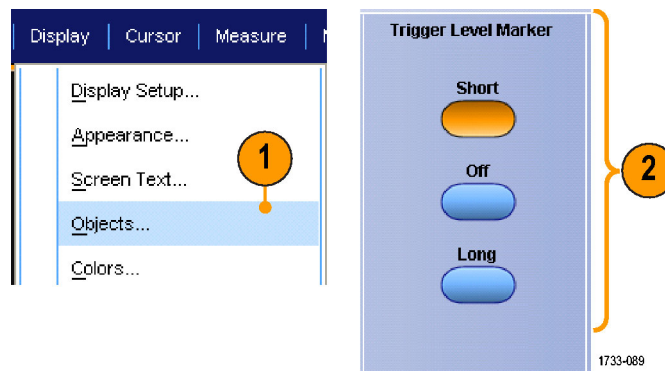 Display | Cursor | Measure |
Display Setup...
Appearance...
Screen Text...
Objects...
Colors...
1
Trigger Level Marker
Short
Off
Long
2
1733-089